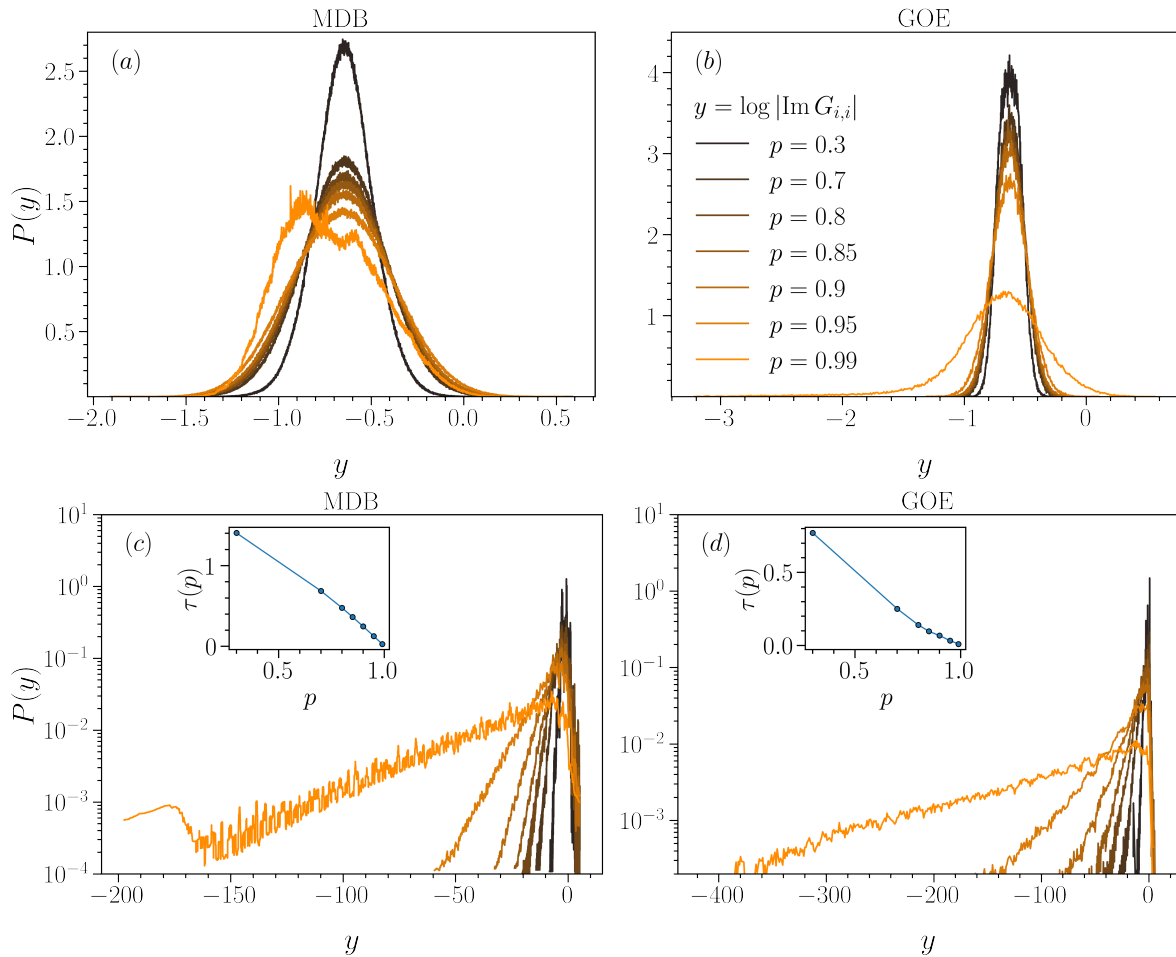 MDB
GOE
(a)
(b)
y = log |Im G_{i,i}|
p = 0.3
p = 0.7
p = 0.8
p = 0.85
p = 0.9
p = 0.95
p = 0.99
P(y)
2.5
2.0
1.5
1.0
0.5
4
3
2
1
−2.0 −1.5 −1.0 −0.5 0.0 0.5
−3 −2 −1 0
y
y
MDB
GOE
(c)
(d)
P(y)
10^1
10^0
10^{−1}
10^{−2}
10^{−3}
10^{−4}
τ(p)
1
0
0.5 1.0
p
10^1
10^0
10^{−1}
10^{−2}
10^{−3}
τ(p)
0.5
0.0
0.5 1.0
p
−200 −150 −100 −50 0
−400 −300 −200 −100 0
y
y